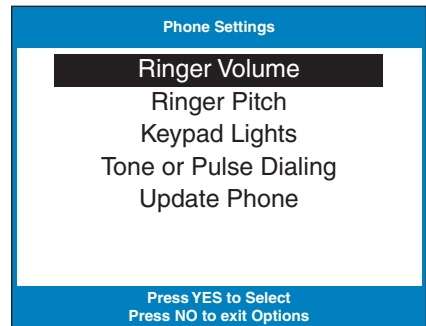 Phone Settings
Ringer Volume
Ringer Pitch
Keypad Lights
Tone or Pulse Dialing
Update Phone
Press YES to Select
Press NO to exit Options